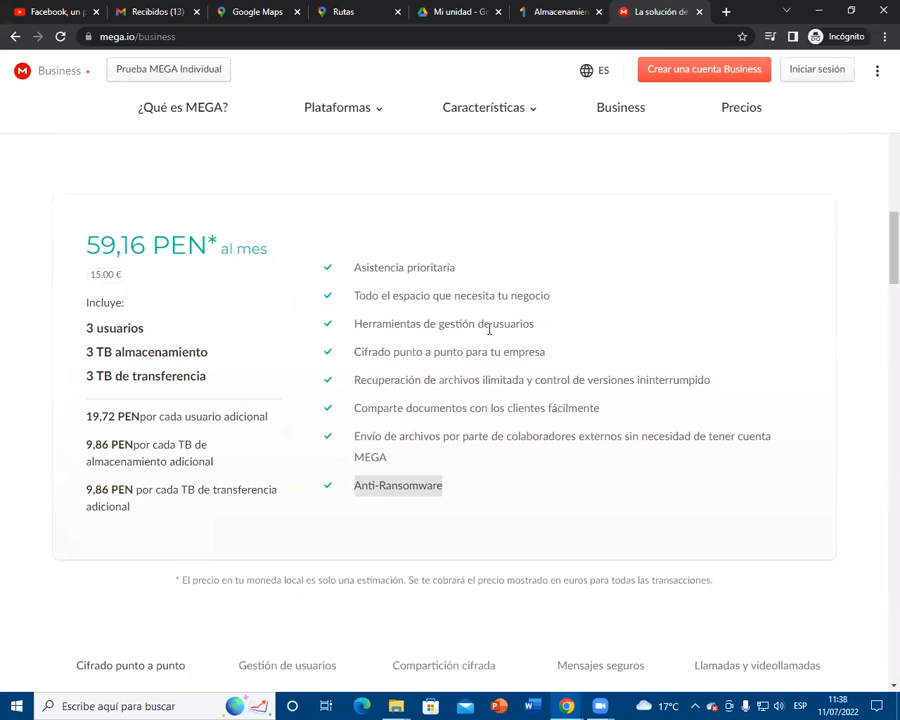 Facebook, un p
Recibidos (13)
Google Maps
Rutas
Mi unidad - Go
Almacenamien
La solución de
mega.io/business
Incógnito
Business
Prueba MEGA Individual
ES
Crear una cuenta Business
Iniciar sesión
¿Qué es MEGA?
Plataformas
Características
Business
Precios
59,16 PEN* al mes
15,00 €
Incluye:
3 usuarios
3 TB almacenamiento
3 TB de transferencia
19,72 PENpor cada usuario adicional
9,86 PENpor cada TB de
almacenamiento adicional
9,86 PEN por cada TB de transferencia
adicional
Asistencia prioritaria
Todo el espacio que necesita tu negocio
Herramientas de gestión de usuarios
Cifrado punto a punto para tu empresa
Recuperación de archivos ilimitada y control de versiones ininterrumpido
Comparte documentos con los clientes fácilmente
Envío de archivos por parte de colaboradores externos sin necesidad de tener cuenta
MEGA
Anti-Ransomware
* El precio en tu moneda local es solo una estimación. Se te cobrará el precio mostrado en euros para todas las transacciones.
Cifrado punto a punto
Gestión de usuarios
Compartición cifrada
Mensajes seguros
Llamadas y videollamadas
Escribe aquí para buscar
17°C
ESP
11:38
11/07/2022